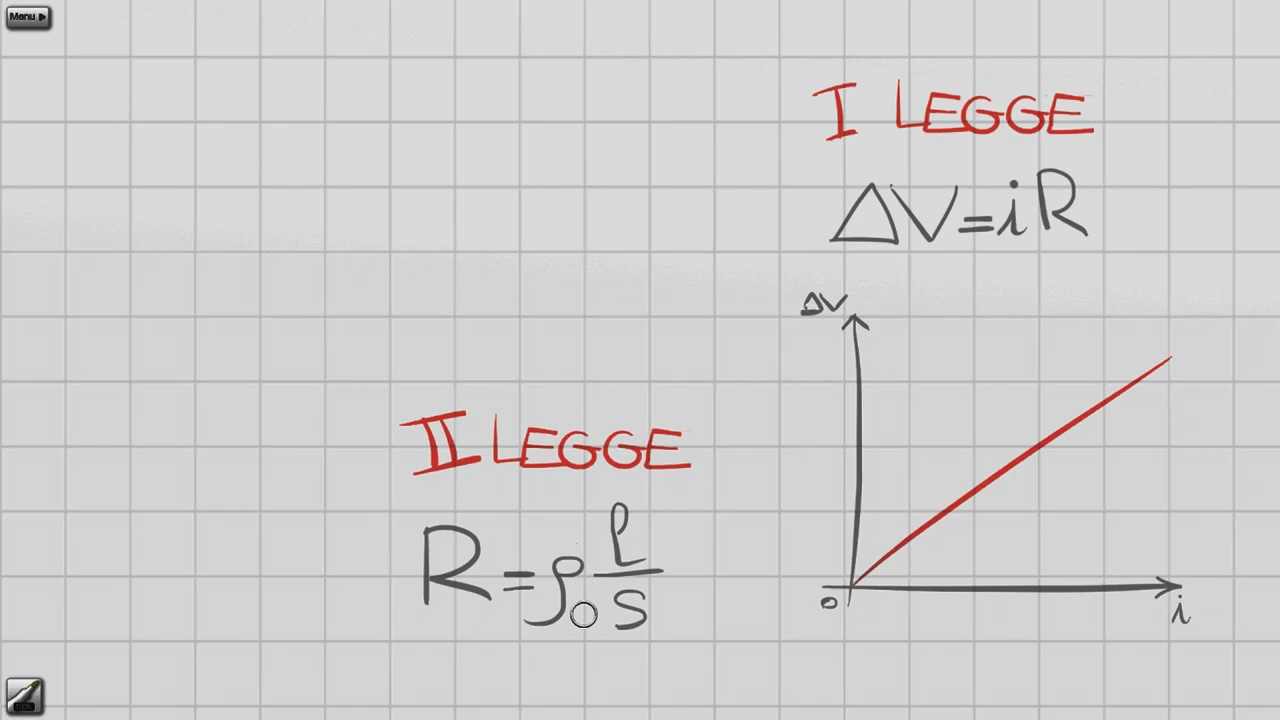 Menu
I LEGGE
ΔV=iR
ΔV
0
i
II LEGGE
R=ρ l/S